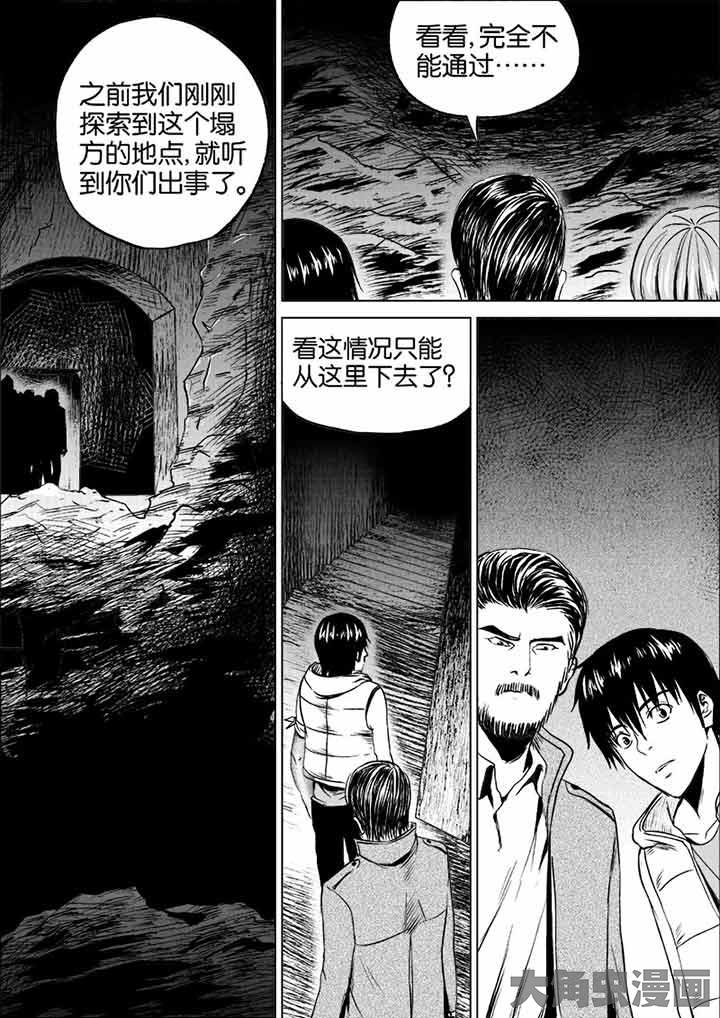 之前我们刚刚
探索到这个塌
方的地点,就听
到你们出事了。
看看,完全不
能通过……
看这情况只能
从这里下去了?
大角虫漫画